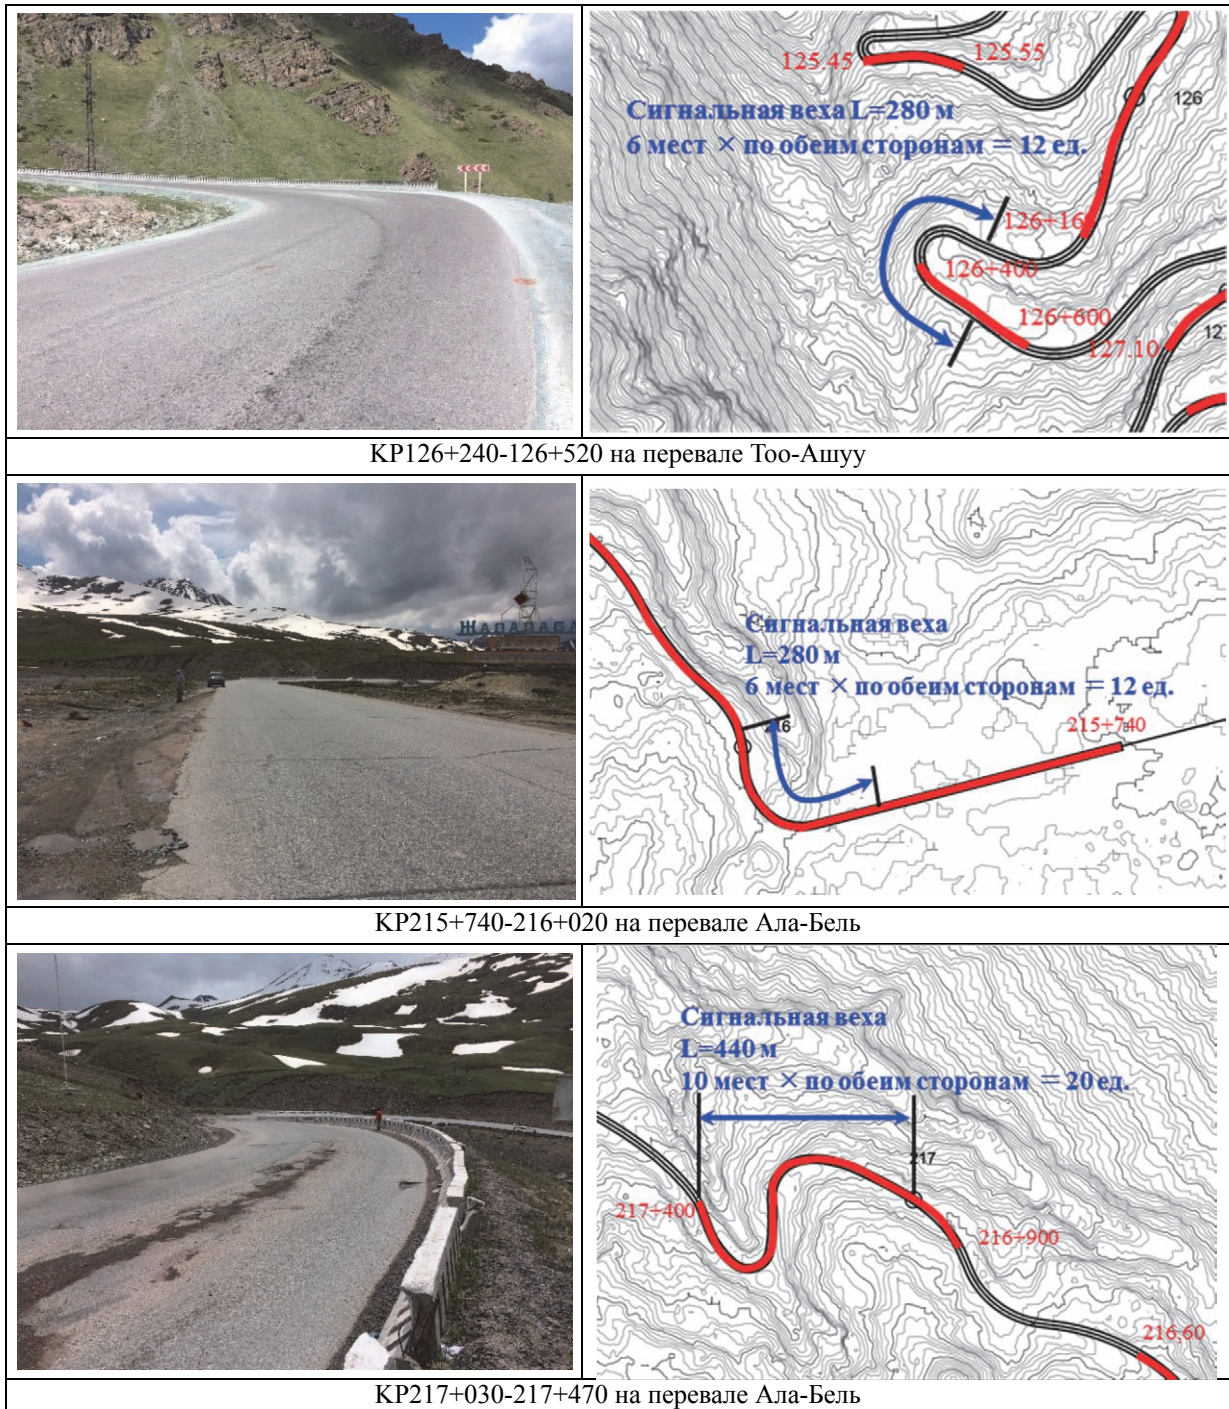 125.45
125.55
126
Сигнальная веха L=280 м
6 мест × по обеим сторонам = 12 ед.
126+16
126+400
126+600
127.10
12
KP126+240-126+520 на перевале Тоо-Ашуу
ЖАЛАЛАБА
Сигнальная веха
L=280 м
6 мест × по обеим сторонам = 12 ед.
216
215+740
KP215+740-216+020 на перевале Ала-Бель
Сигнальная веха
L=440 м
10 мест × по обеим сторонам = 20 ед.
217
217+400
216+900
216,60
KP217+030-217+470 на перевале Ала-Бель